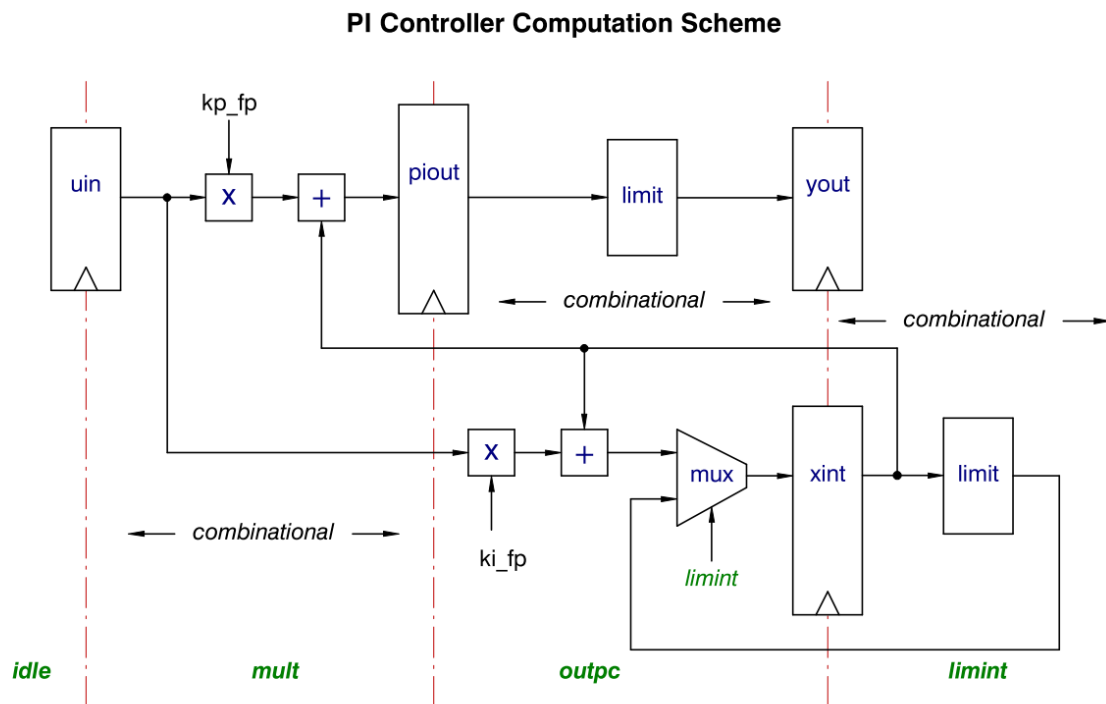 PI Controller Computation Scheme
kp_fp
uin
x
+
piout
limit
yout
combinational
combinational
x
+
mux
xint
limit
combinational
ki_fp
limint
idle
mult
outpc
limint